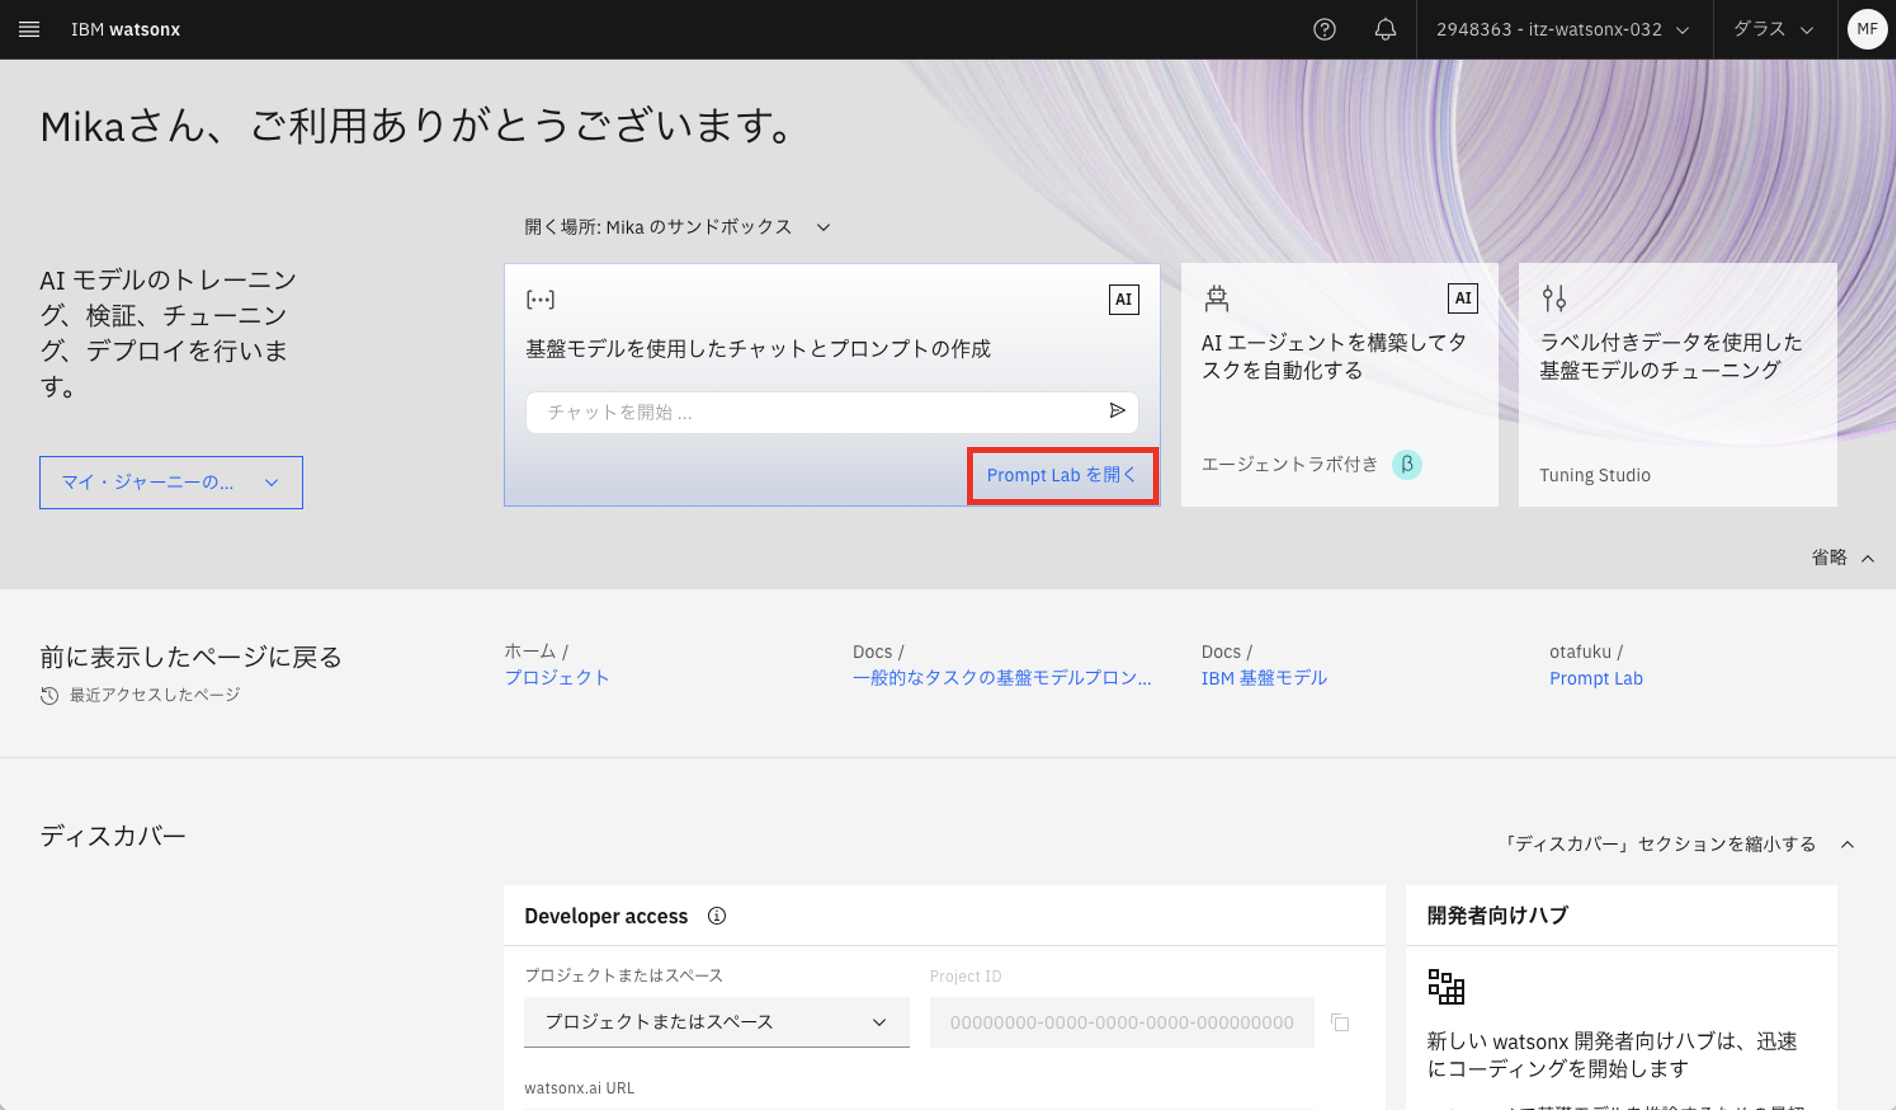 IBM watsonx
2948363 - itz-watsonx-032
ダラス
MF
Mikaさん、ご利用ありがとうございます。
開く場所: Mika のサンドボックス
AI モデルのトレーニン
グ、検証、チューニン
グ、デプロイを行いま
す。
マイ・ジャーニーの...
AI
基盤モデルを使用したチャットとプロンプトの作成
チャットを開始 ...
Prompt Lab を開く
AI
AI エージェントを構築してタ
スクを自動化する
エージェントラボ付き β
ラベル付きデータを使用した
基盤モデルのチューニング
Tuning Studio
省略
前に表示したページに戻る
最近アクセスしたページ
ホーム /
プロジェクト
Docs /
一般的なタスクの基盤モデルプロン...
Docs /
IBM 基盤モデル
otafuku /
Prompt Lab
ディスカバー
「ディスカバー」セクションを縮小する
Developer access
プロジェクトまたはスペース
プロジェクトまたはスペース
Project ID
00000000-0000-0000-0000-000000000
watsonx.ai URL
開発者向けハブ
新しい watsonx 開発者向けハブは、迅速
にコーディングを開始します